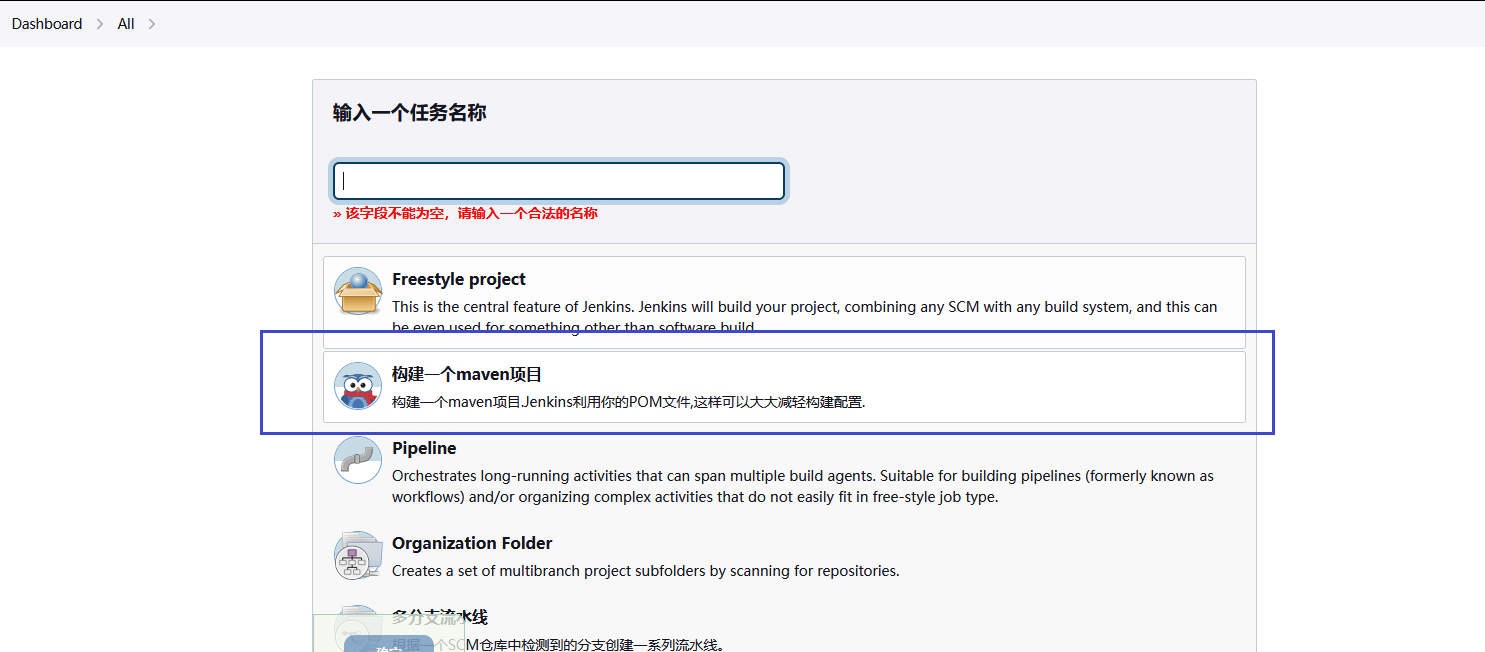 Dashboard > All >
输入一个任务名称
» 该字段不能为空，请输入一个合法的名称
Freestyle project
This is the central feature of Jenkins. Jenkins will build your project, combining any SCM with any build system, and this can
be even used for something other than software build.
构建一个maven项目
构建一个maven项目.Jenkins利用你的POM文件,这样可以大大减轻构建配置.
Pipeline
Orchestrates long-running activities that can span multiple build agents. Suitable for building pipelines (formerly known as
workflows) and/or organizing complex activities that do not easily fit in free-style job type.
Organization Folder
Creates a set of multibranch project subfolders by scanning for repositories.
多分支流水线
根据一个SCM仓库中检测到的分支创建一系列流水线。
确定